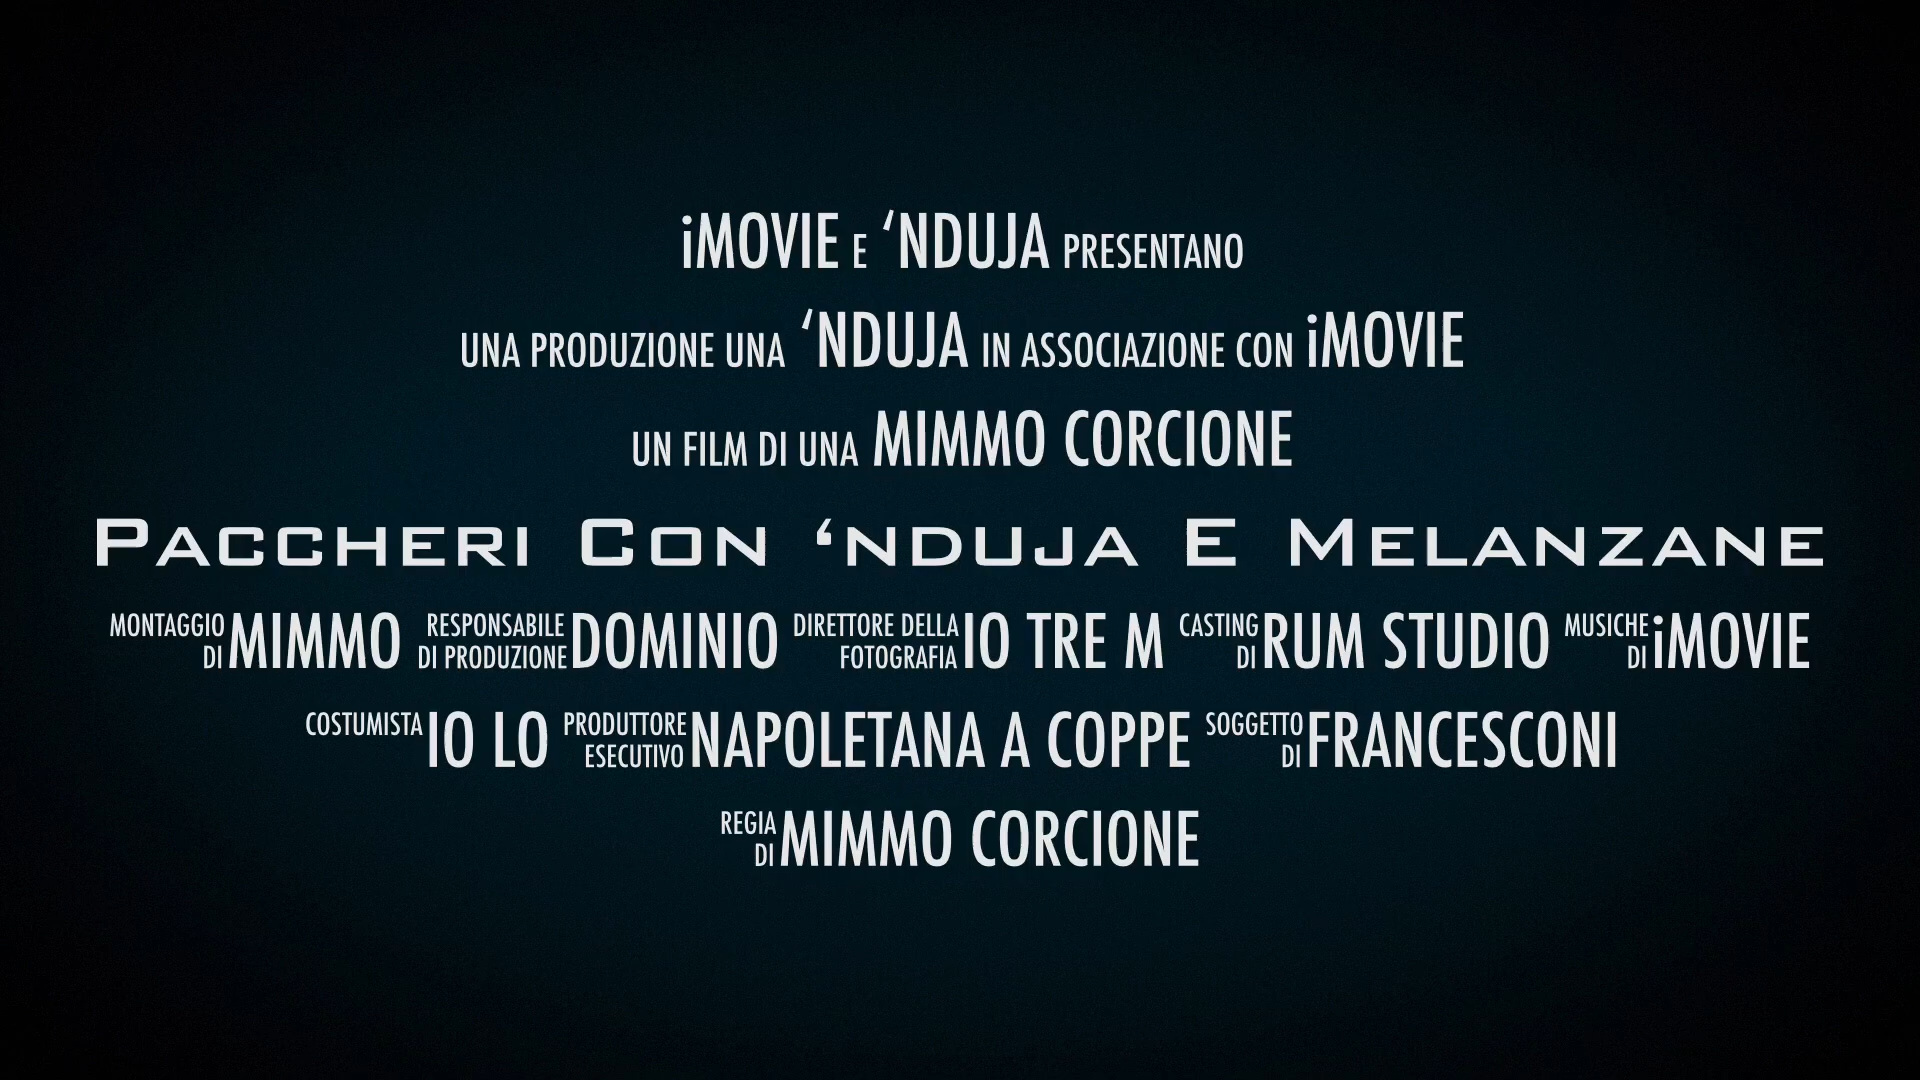 iMOVIE E ‘NDUJA PRESENTANO
UNA PRODUZIONE UNA ‘NDUJA IN ASSOCIAZIONE CON iMOVIE
UN FILM DI UNA MIMMO CORCIONE
PACCHERI CON ‘NDUJA E MELANZANE
MONTAGGIO DI MIMMO RESPONSABILE DI PRODUZIONE DOMINIO DIRETTORE DELLA FOTOGRAFIA IO TRE M CASTING DI RUM STUDIO MUSICHE DI iMOVIE
COSTUMISTA IO LO PRODUTTORE ESECUTIVO NAPOLETANA A COPPE SOGGETTO DI FRANCESCONI
REGIA DI MIMMO CORCIONE